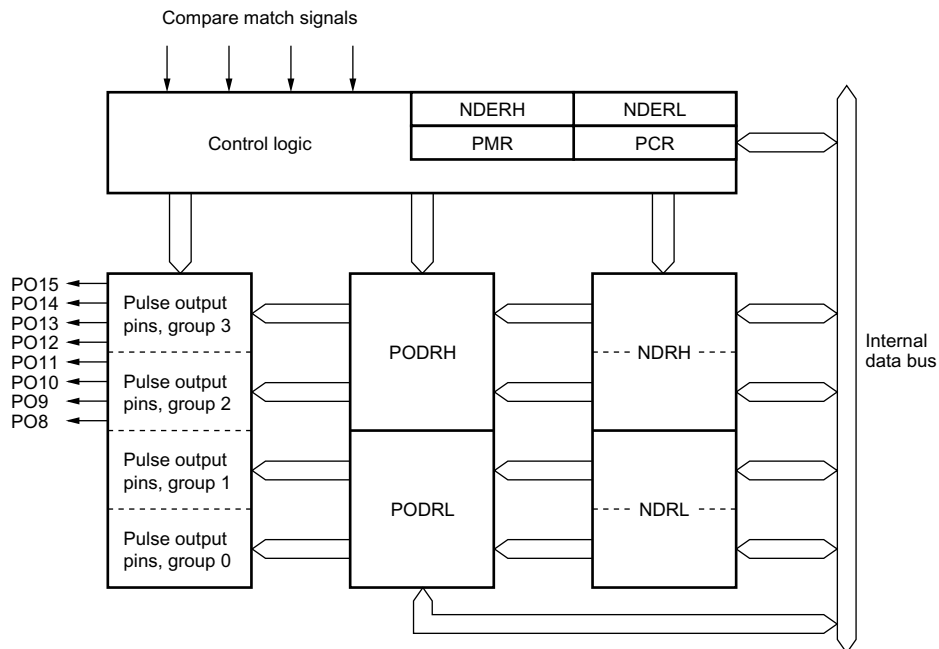 Compare match signals
Control logic
NDERH
NDERL
PMR
PCR
Internal
data bus
PO15
PO14
PO13
PO12
PO11
PO10
PO9
PO8
Pulse output
pins, group 3
Pulse output
pins, group 2
Pulse output
pins, group 1
Pulse output
pins, group 0
PODRH
PODRL
NDRH
NDRL